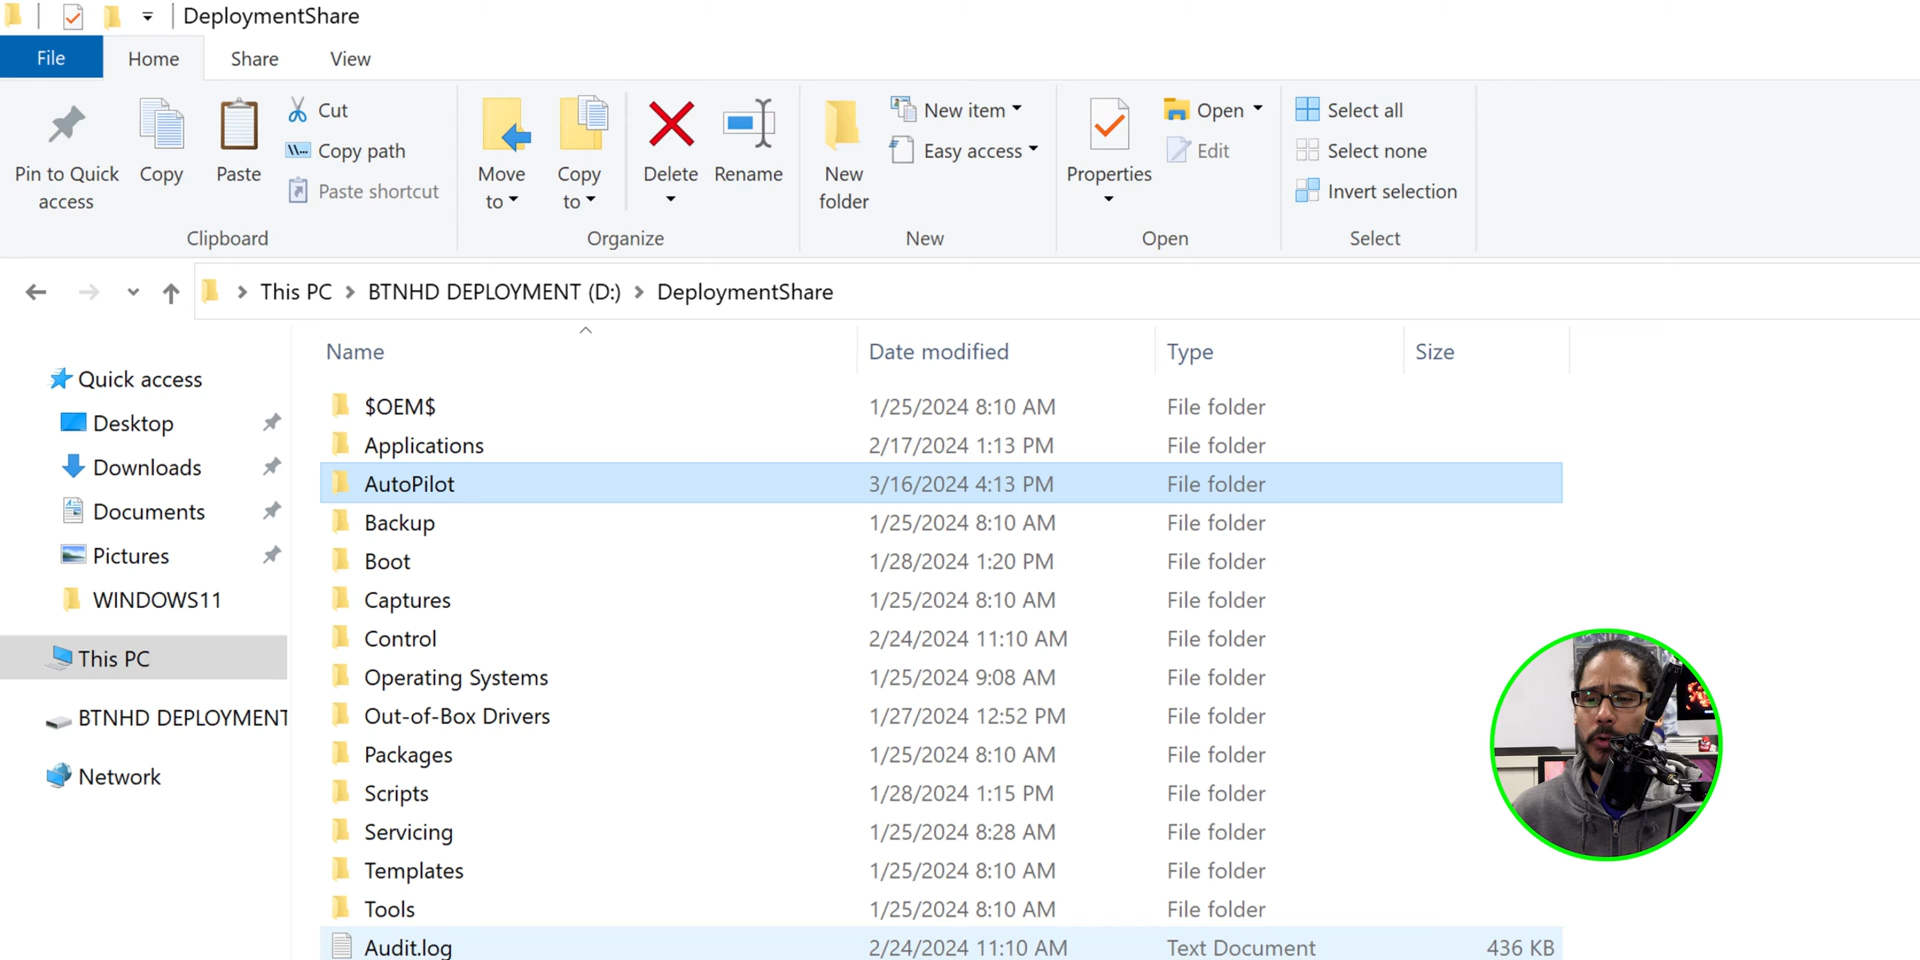 DeploymentShare
File Home Share View
Pin to Quick access
Copy
Paste
Cut
Copy path
Paste shortcut
Clipboard
Move to
Copy to
Delete
Rename
Organize
New folder
New item
Easy access
New
Properties
Open
Edit
Open
Select all
Select none
Invert selection
Select
This PC BTNHD DEPLOYMENT (D:) DeploymentShare
Quick access
Desktop
Downloads
Documents
Pictures
WINDOWS11
This PC
BTNHD DEPLOYMENT
Network
Name Date modified Type Size
$OEM$ 1/25/2024 8:10 AM File folder
Applications 2/17/2024 1:13 PM File folder
AutoPilot 3/16/2024 4:13 PM File folder
Backup 1/25/2024 8:10 AM File folder
Boot 1/28/2024 1:20 PM File folder
Captures 1/25/2024 8:10 AM File folder
Control 2/24/2024 11:10 AM File folder
Operating Systems 1/25/2024 9:08 AM File folder
Out-of-Box Drivers 1/27/2024 12:52 PM File folder
Packages 1/25/2024 8:10 AM File folder
Scripts 1/28/2024 1:15 PM File folder
Servicing 1/25/2024 8:28 AM File folder
Templates 1/25/2024 8:10 AM File folder
Tools 1/25/2024 8:10 AM File folder
Audit.log 2/24/2024 11:10 AM Text Document 436 KB